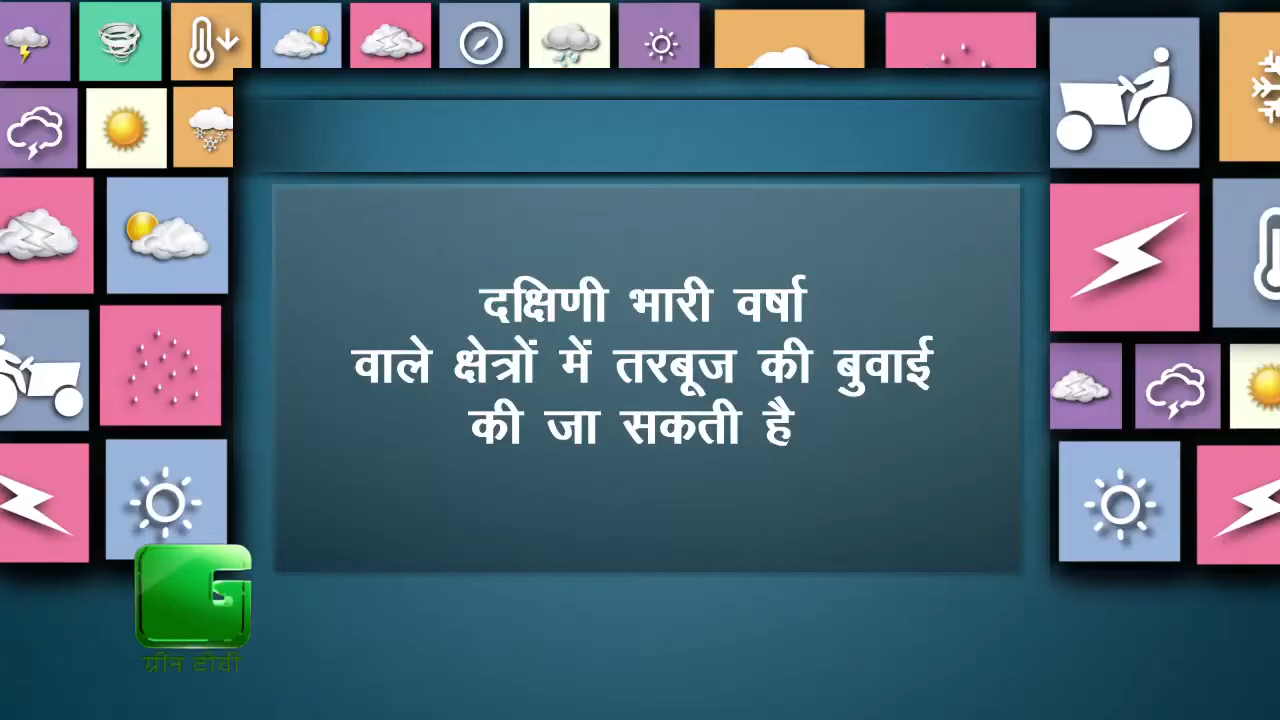 दक्षिणी भारी वर्षा
वाले क्षेत्रों में तरबूज की बुवाई
की जा सकती है
ग्रीन टीवी